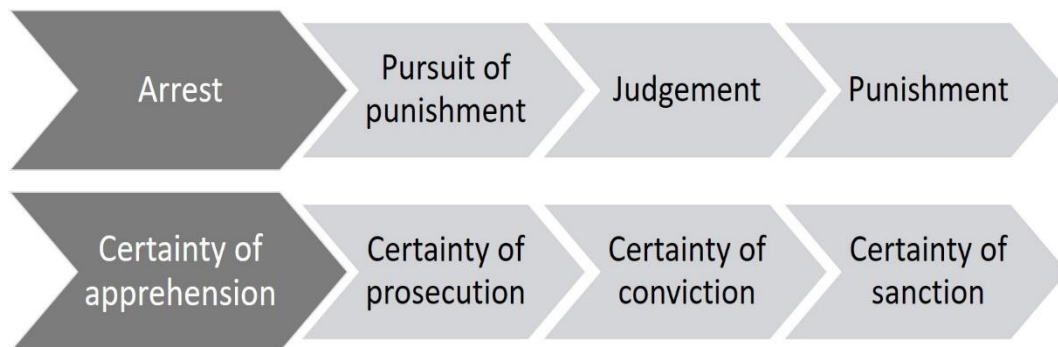 Arrest
Pursuit of
punishment
Judgement
Punishment
Certainty of
apprehension
Certainty of
prosecution
Certainty of
conviction
Certainty of
sanction